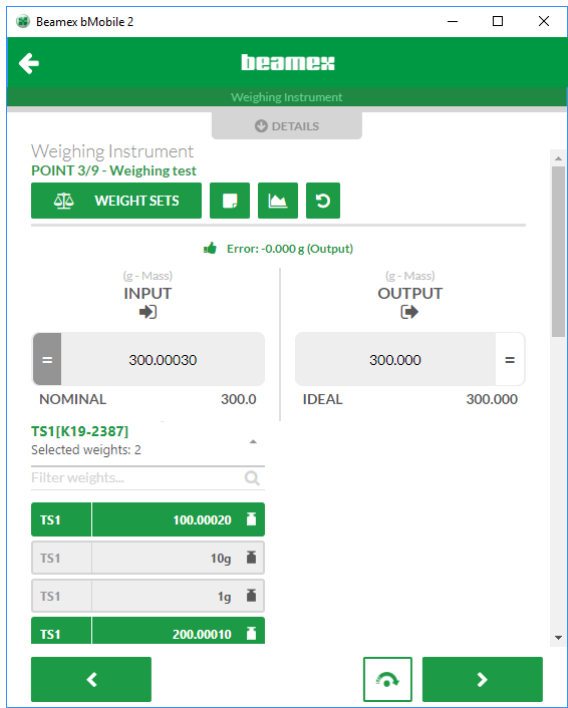 Beamex bMobile 2
beamex
Weighing Instrument
DETAILS
Weighing Instrument
POINT 3/9 - Weighing test
WEIGHT SETS
Error: -0.000 g (Output)
(g - Mass)
INPUT
= 300.00030
NOMINAL 300.0
(g - Mass)
OUTPUT
300.000 =
IDEAL 300.000
TS1[K19-2387]
Selected weights: 2
Filter weights...
TS1 100.00020
TS1 10g
TS1 1g
TS1 200.00010